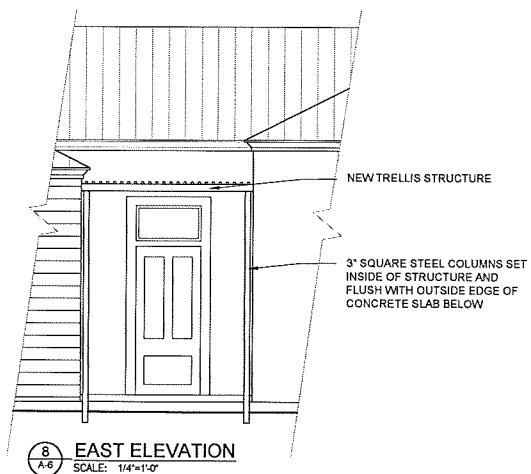 NEW TRELLIS STRUCTURE
3" SQUARE STEEL COLUMNS SET
INSIDE OF STRUCTURE AND
FLUSH WITH OUTSIDE EDGE OF
CONCRETE SLAB BELOW
8
A-6
EAST ELEVATION
SCALE: 1/4"=1'-0"